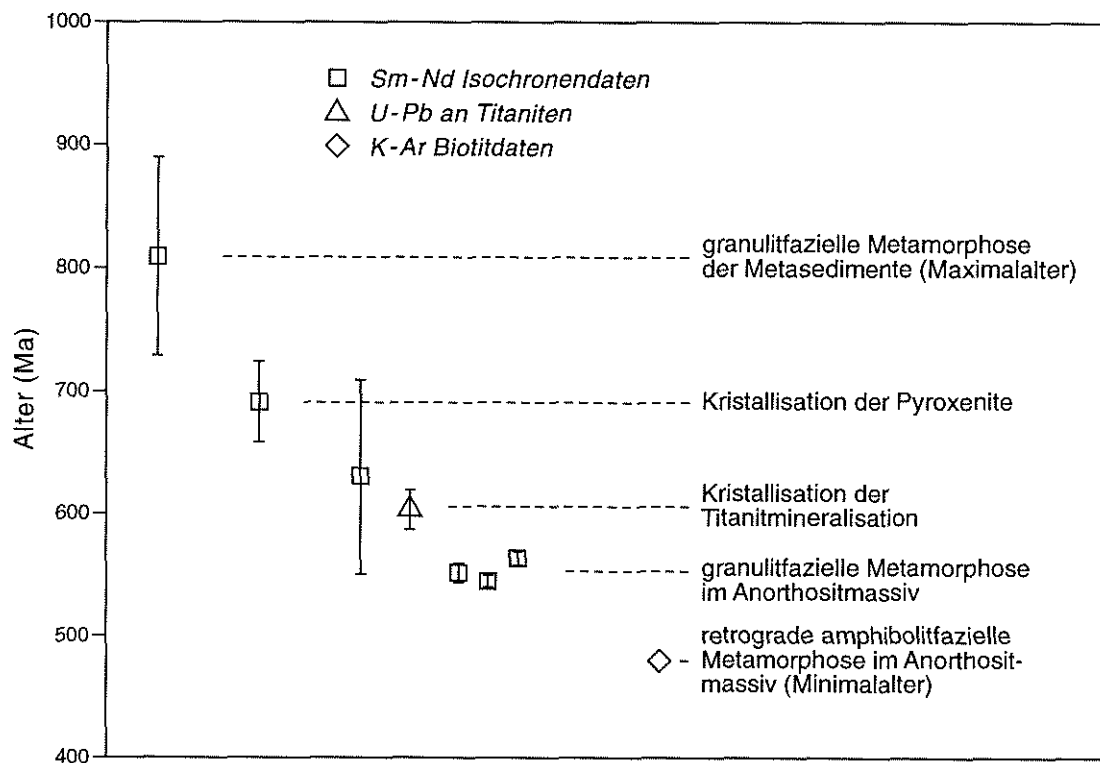 1000
900
800
700
600
500
400
Alter (Ma)
Sm-Nd Isochronendaten
U-Pb an Titaniten
K-Ar Biotitdaten
granulitfazielle Metamorphose
der Metasedimente (Maximalalter)
Kristallisation der Pyroxenite
Kristallisation der
Titanitmineralisation
granulitfazielle Metamorphose
im Anorthositmassiv
retrograde amphibolitfazielle
Metamorphose im Anorthosit-
massiv (Minimalalter)